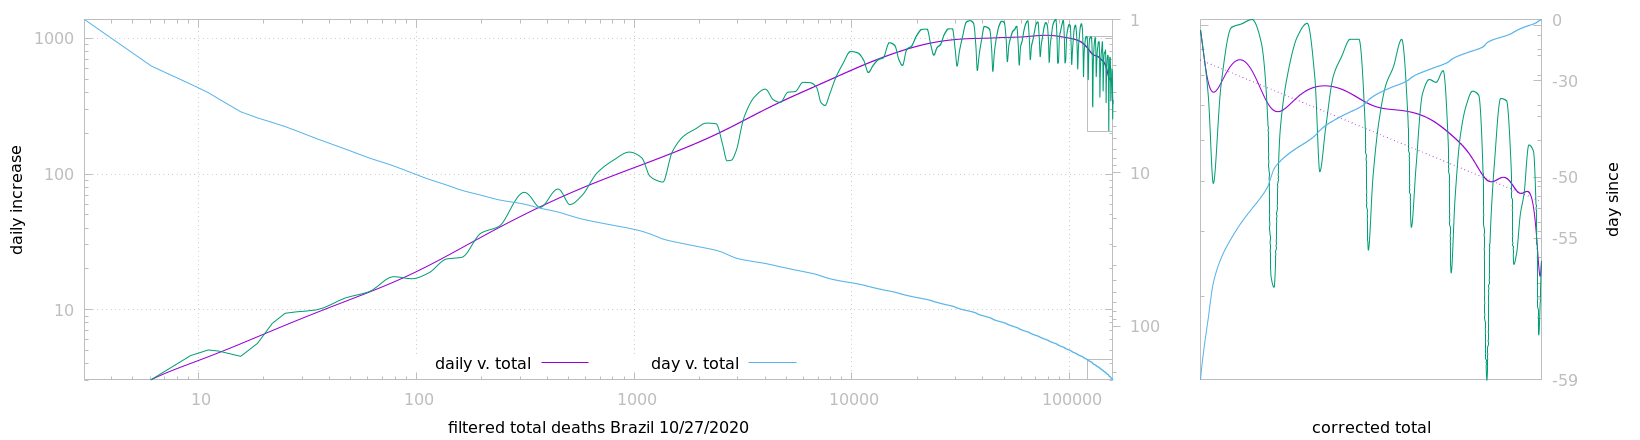 daily increase
1000
100
10
10
100
1000
10000
100000
1
10
100
daily v. total
day v. total
filtered total deaths Brazil 10/27/2020
0
-30
-50
-55
-59
day since
corrected total